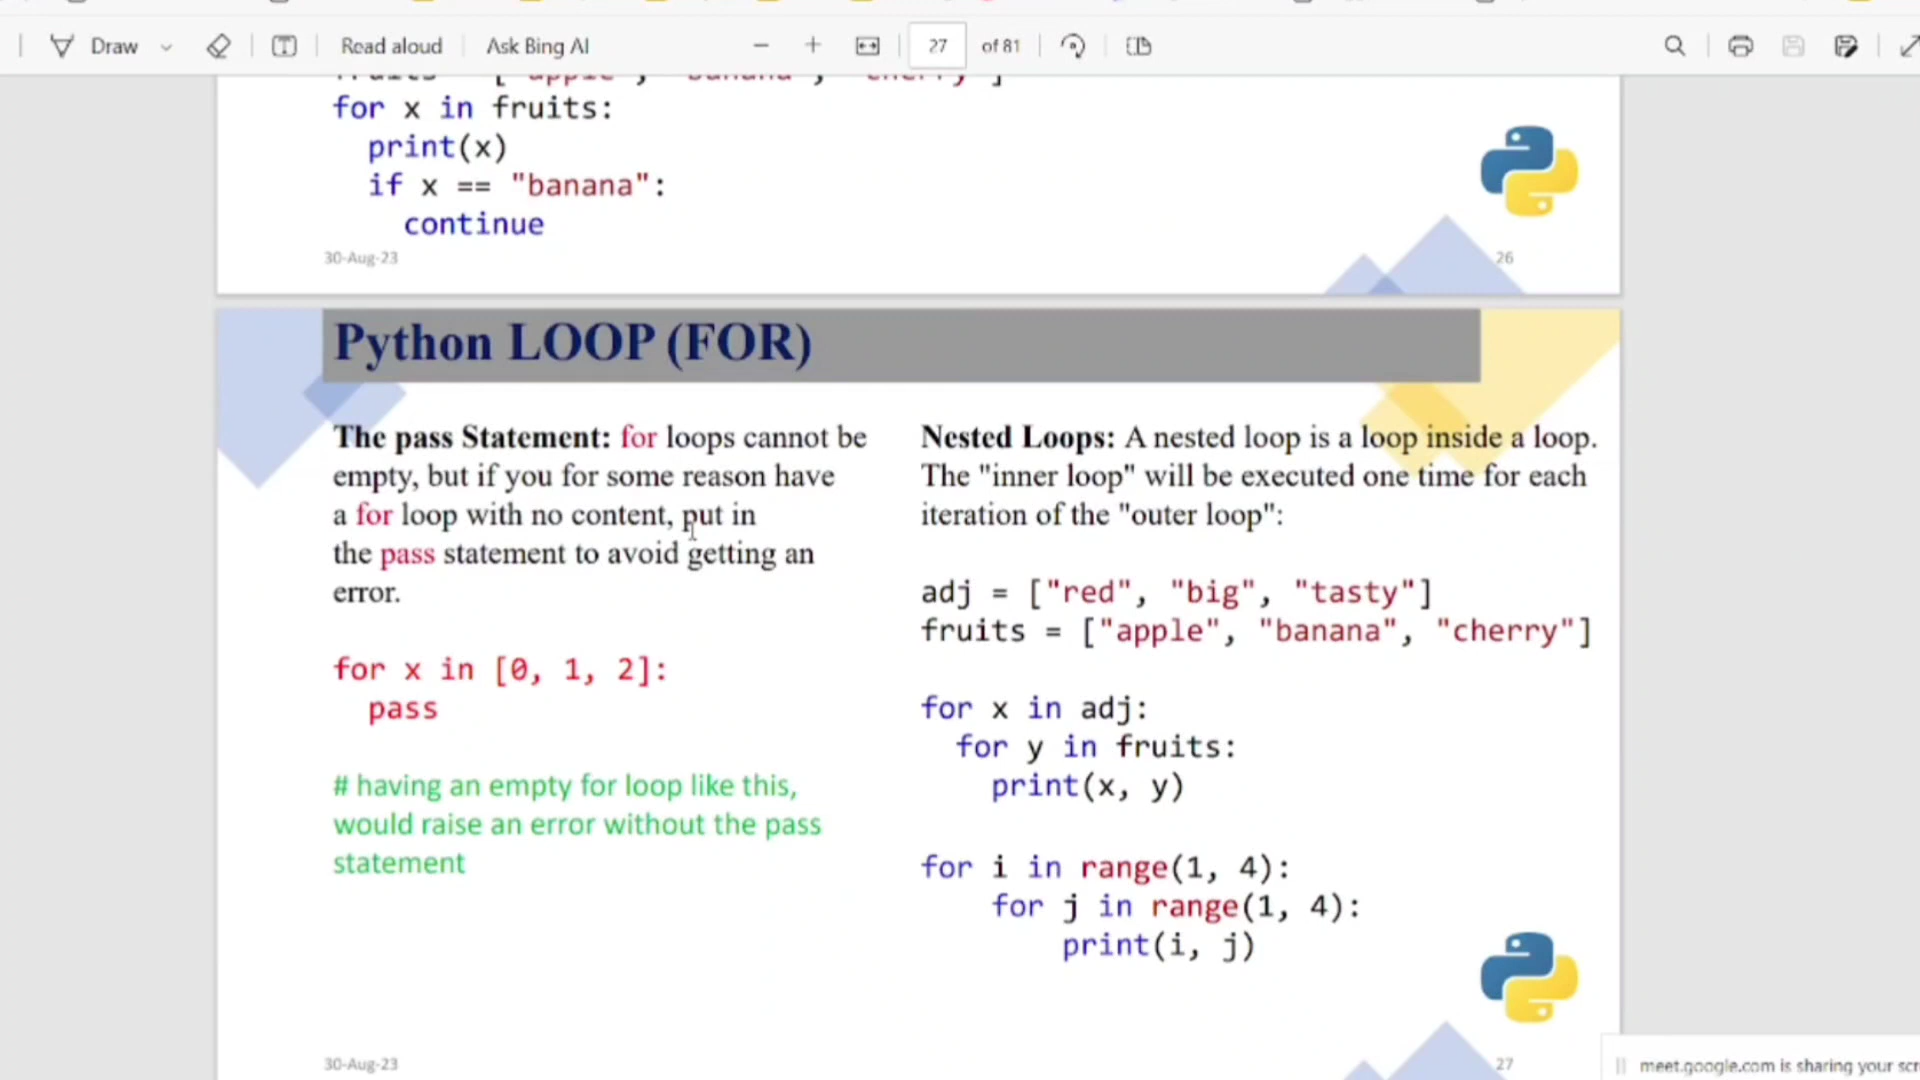 Draw
Read aloud
Ask Bing AI
27 of 81
fruits = ["apple", "banana", "cherry"]
for x in fruits:
print(x)
if x == "banana":
continue
30-Aug-23
26
Python LOOP (FOR)
The pass Statement: for loops cannot be
empty, but if you for some reason have
a for loop with no content, put in
the pass statement to avoid getting an
error.
for x in [0, 1, 2]:
pass
# having an empty for loop like this,
would raise an error without the pass
statement
Nested Loops: A nested loop is a loop inside a loop.
The "inner loop" will be executed one time for each
iteration of the "outer loop":
adj = ["red", "big", "tasty"]
fruits = ["apple", "banana", "cherry"]
for x in adj:
for y in fruits:
print(x, y)
for i in range(1, 4):
for j in range(1, 4):
print(i, j)
30-Aug-23
27
meet.google.com is sharing your scr